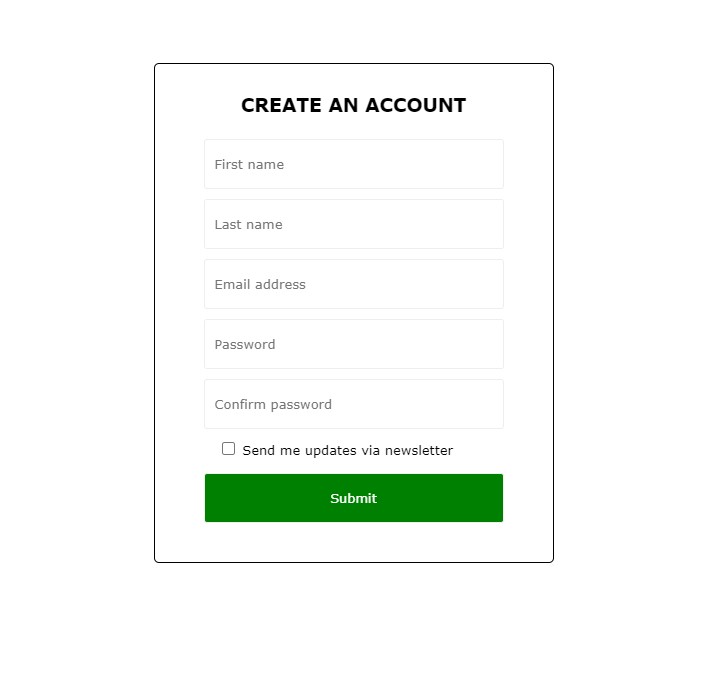 CREATE AN ACCOUNT
First name
Last name
Email address
Password
Confirm password
Send me updates via newsletter
Submit